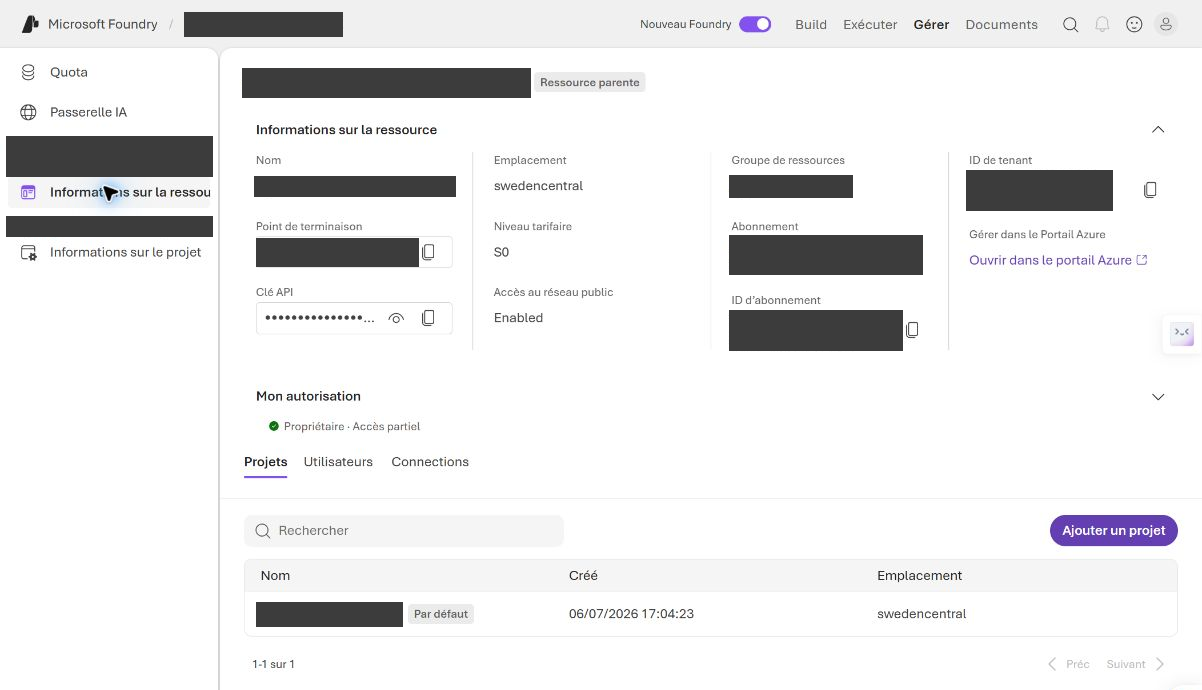 Microsoft Foundry /
Nouveau Foundry
Build
Exécuter
Gérer
Documents
Quota
Passerelle IA
Informations sur la ressou
Informations sur le projet
Ressource parente
Informations sur la ressource
Nom
Emplacement
swedencentral
Groupe de ressources
ID de tenant
Point de terminaison
Niveau tarifaire
S0
Abonnement
Gérer dans le Portail Azure
Ouvrir dans le portail Azure
Clé API
••••••••••••••...
Accès au réseau public
Enabled
ID d’abonnement
Mon autorisation
Propriétaire · Accès partiel
Projets
Utilisateurs
Connections
Rechercher
Ajouter un projet
Nom
Créé
Emplacement
Par défaut
06/07/2026 17:04:23
swedencentral
1-1 sur 1
Préc
Suivant